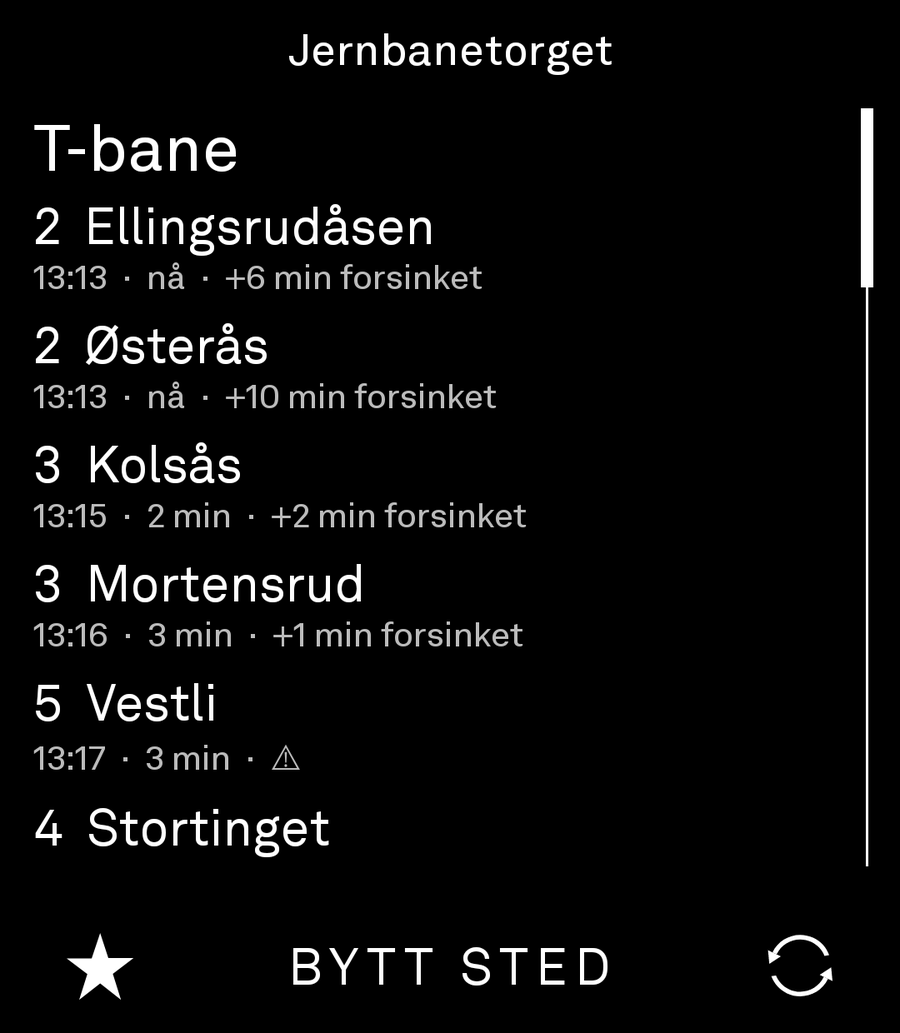 Jernbanetorget
T-bane
2 Ellingsrudåsen
13:13 · nå · +6 min forsinket
2 Østerås
13:13 · nå · +10 min forsinket
3 Kolsås
13:15 · 2 min · +2 min forsinket
3 Mortensrud
13:16 · 3 min · +1 min forsinket
5 Vestli
13:17 · 3 min · ⚠
4 Stortinget
BYTT STED